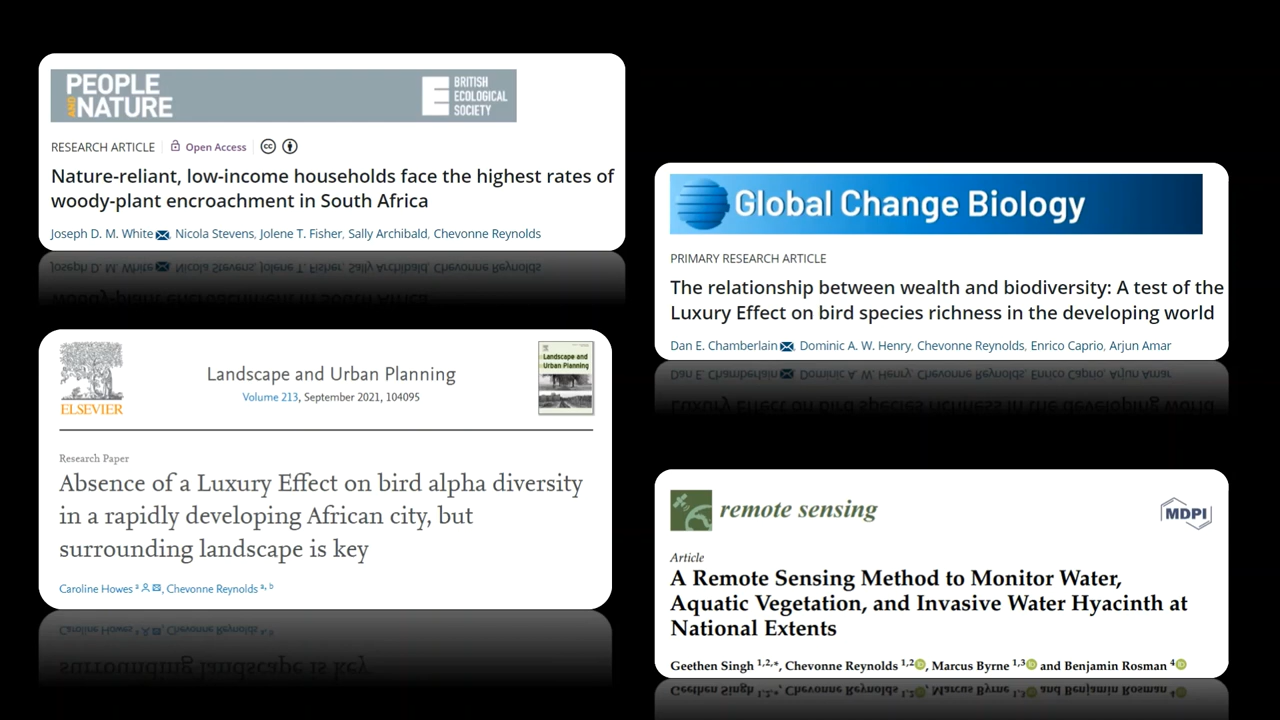 PEOPLE
AND NATURE
BRITISH
ECOLOGICAL
SOCIETY
RESEARCH ARTICLE Open Access
Nature-reliant, low-income households face the highest rates of
woody-plant encroachment in South Africa
Joseph D. M. White, Nicola Stevens, Jolene T. Fisher, Sally Archibald, Chevonne Reynolds
ELSEVIER
Landscape and Urban Planning
Volume 213, September 2021, 104095
Landscape and
Urban Planning
Research Paper
Absence of a Luxury Effect on bird alpha diversity
in a rapidly developing African city, but
surrounding landscape is key
Caroline Howes a, Chevonne Reynolds a, b
Global Change Biology
PRIMARY RESEARCH ARTICLE
The relationship between wealth and biodiversity: A test of the
Luxury Effect on bird species richness in the developing world
Dan E. Chamberlain, Dominic A. W. Henry, Chevonne Reynolds, Enrico Caprio, Arjun Amar
remote sensing
MDPI
Article
A Remote Sensing Method to Monitor Water,
Aquatic Vegetation, and Invasive Water Hyacinth at
National Extents
Geethen Singh 1,2,*, Chevonne Reynolds 1,2, Marcus Byrne 1,3 and Benjamin Rosman 4